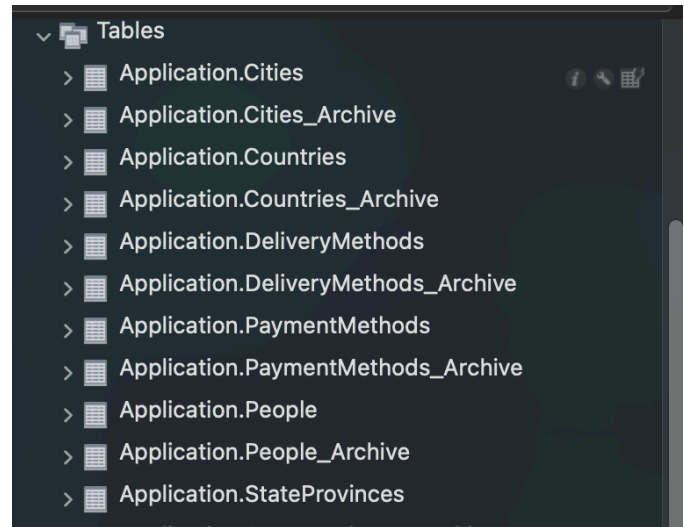 Tables
Application.Cities
Application.Cities_Archive
Application.Countries
Application.Countries_Archive
Application.DeliveryMethods
Application.DeliveryMethods_Archive
Application.PaymentMethods
Application.PaymentMethods_Archive
Application.People
Application.People_Archive
Application.StateProvinces